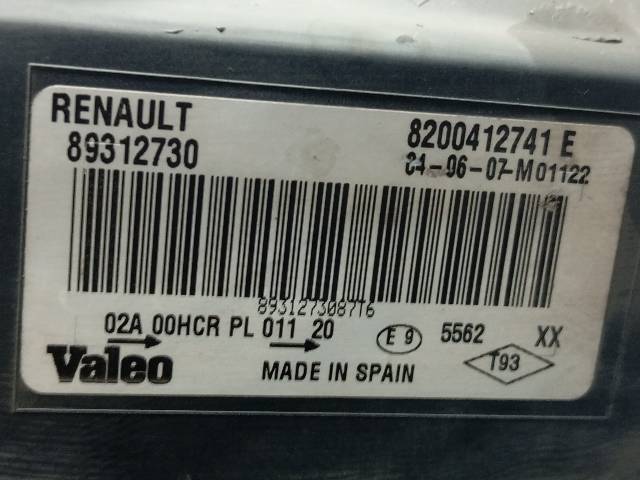 RENAULT
8200412741 E
89312730
04-06-07-M01122
8931273087T6
02A 00HCR PL 011 20
E 9
5562
XX
Valeo
MADE IN SPAIN
T93